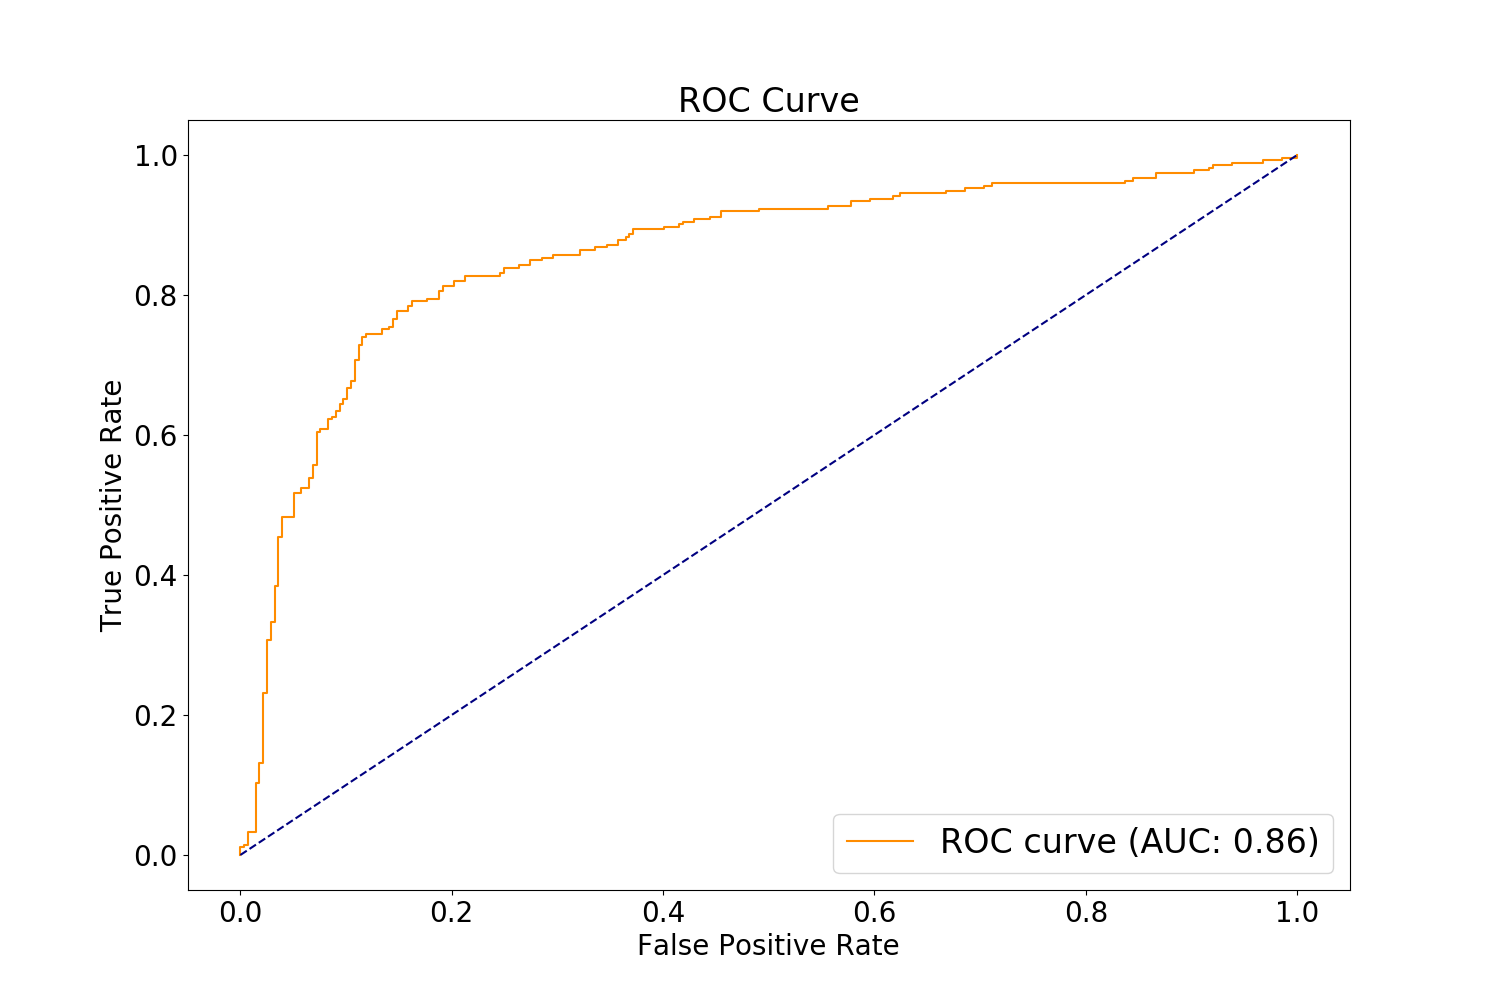 ROC Curve
1.0
0.8
0.6
0.4
0.2
0.0
True Positive Rate
ROC curve (AUC: 0.86)
0.0 0.2 0.4 0.6 0.8 1.0
False Positive Rate